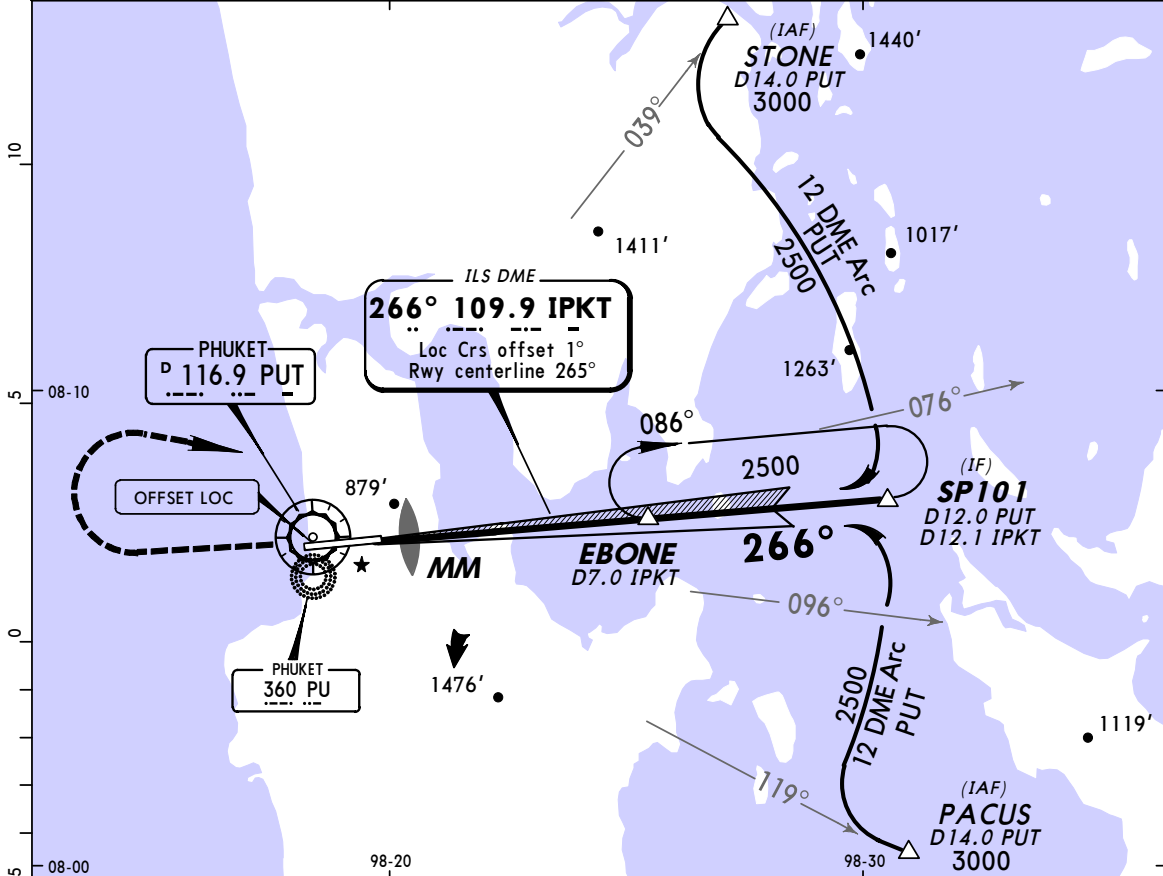 (IAF)
STONE
D14.0 PUT
3000
1440'
039°
10
12 DME Arc
PUT
2500
1017'
1411'
ILS DME
266° 109.9 IPKT
Loc Crs offset 1°
Rwy centerline 265°
PHUKET
D 116.9 PUT
1263'
5
08-10
076°
086°
2500
(IF)
SP101
D12.0 PUT
D12.1 IPKT
879'
OFFSET LOC
MM
EBONE
D7.0 IPKT
266°
096°
0
PHUKET
360 PU
1476'
2500
12 DME Arc
PUT
1119'
119°
(IAF)
PACUS
D14.0 PUT
3000
5
08-00
98-20
98-30